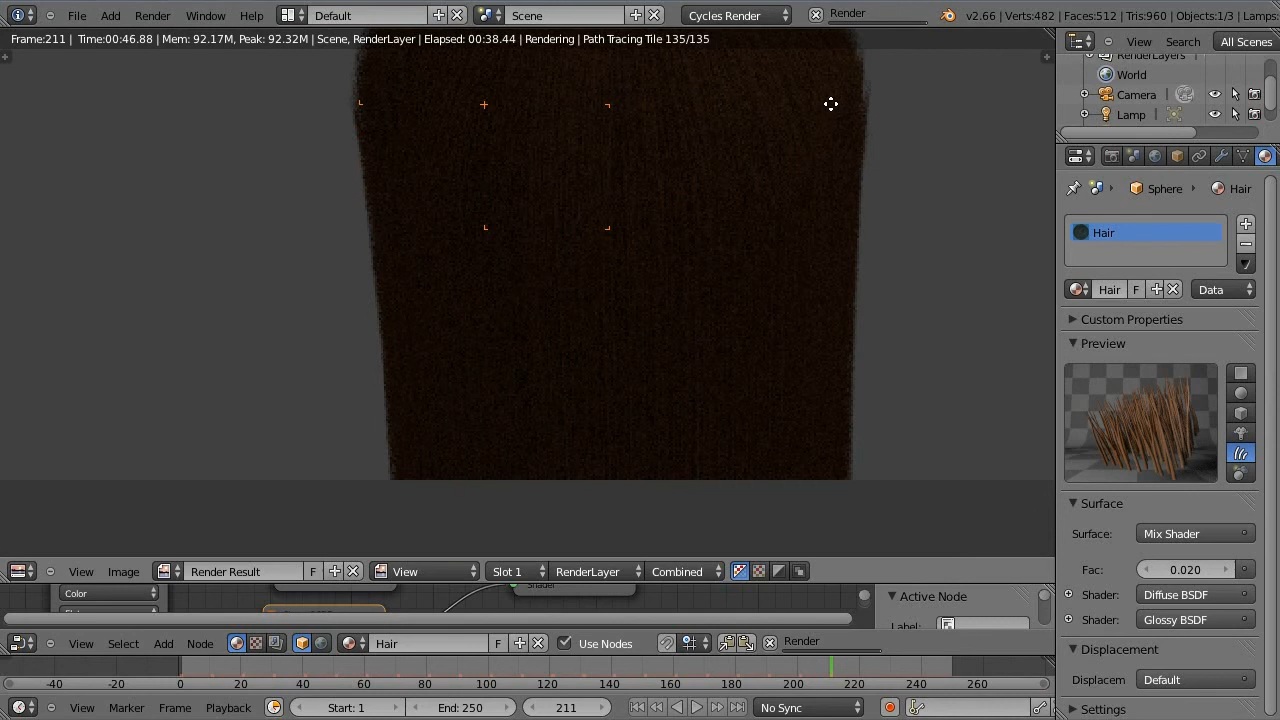 File Add Render Window Help Default Scene Cycles Render Render v2.66 | Verts:482 | Faces:512 | Tris:960 | Objects:1/3 | Lamps:
Frame:211 | Time:00:46.88 | Mem: 92.17M, Peak: 92.32M | Scene, RenderLayer | Elapsed: 00:38.44 | Rendering | Path Tracing Tile 135/135
View Search All Scenes
RenderLayers
World
Camera
Lamp
Sphere Hair
Hair
Hair F Data
Custom Properties
Preview
Surface
Surface: Mix Shader
Fac: 0.020
Shader: Diffuse BSDF
Shader: Glossy BSDF
Displacement
Displacem Default
Settings
View Image Render Result F View Slot 1 RenderLayer Combined
Color
Shader
Active Node
Label:
View Select Add Node Hair F Use Nodes Render
-40 -20 0 20 40 60 80 100 120 140 160 180 200 220 240 260
View Marker Frame Playback Start: 1 End: 250 211 No Sync